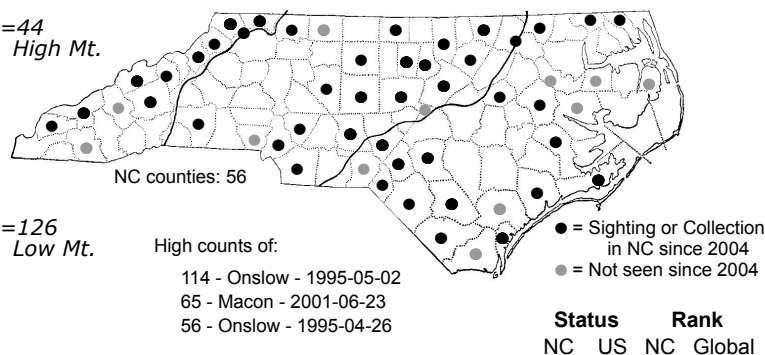 =44
High Mt.
NC counties: 56
=126
Low Mt.
High counts of:
114 - Onslow - 1995-05-02
65 - Macon - 2001-06-23
56 - Onslow - 1995-04-26
● = Sighting or Collection
in NC since 2004
● = Not seen since 2004
Status Rank
NC US NC Global